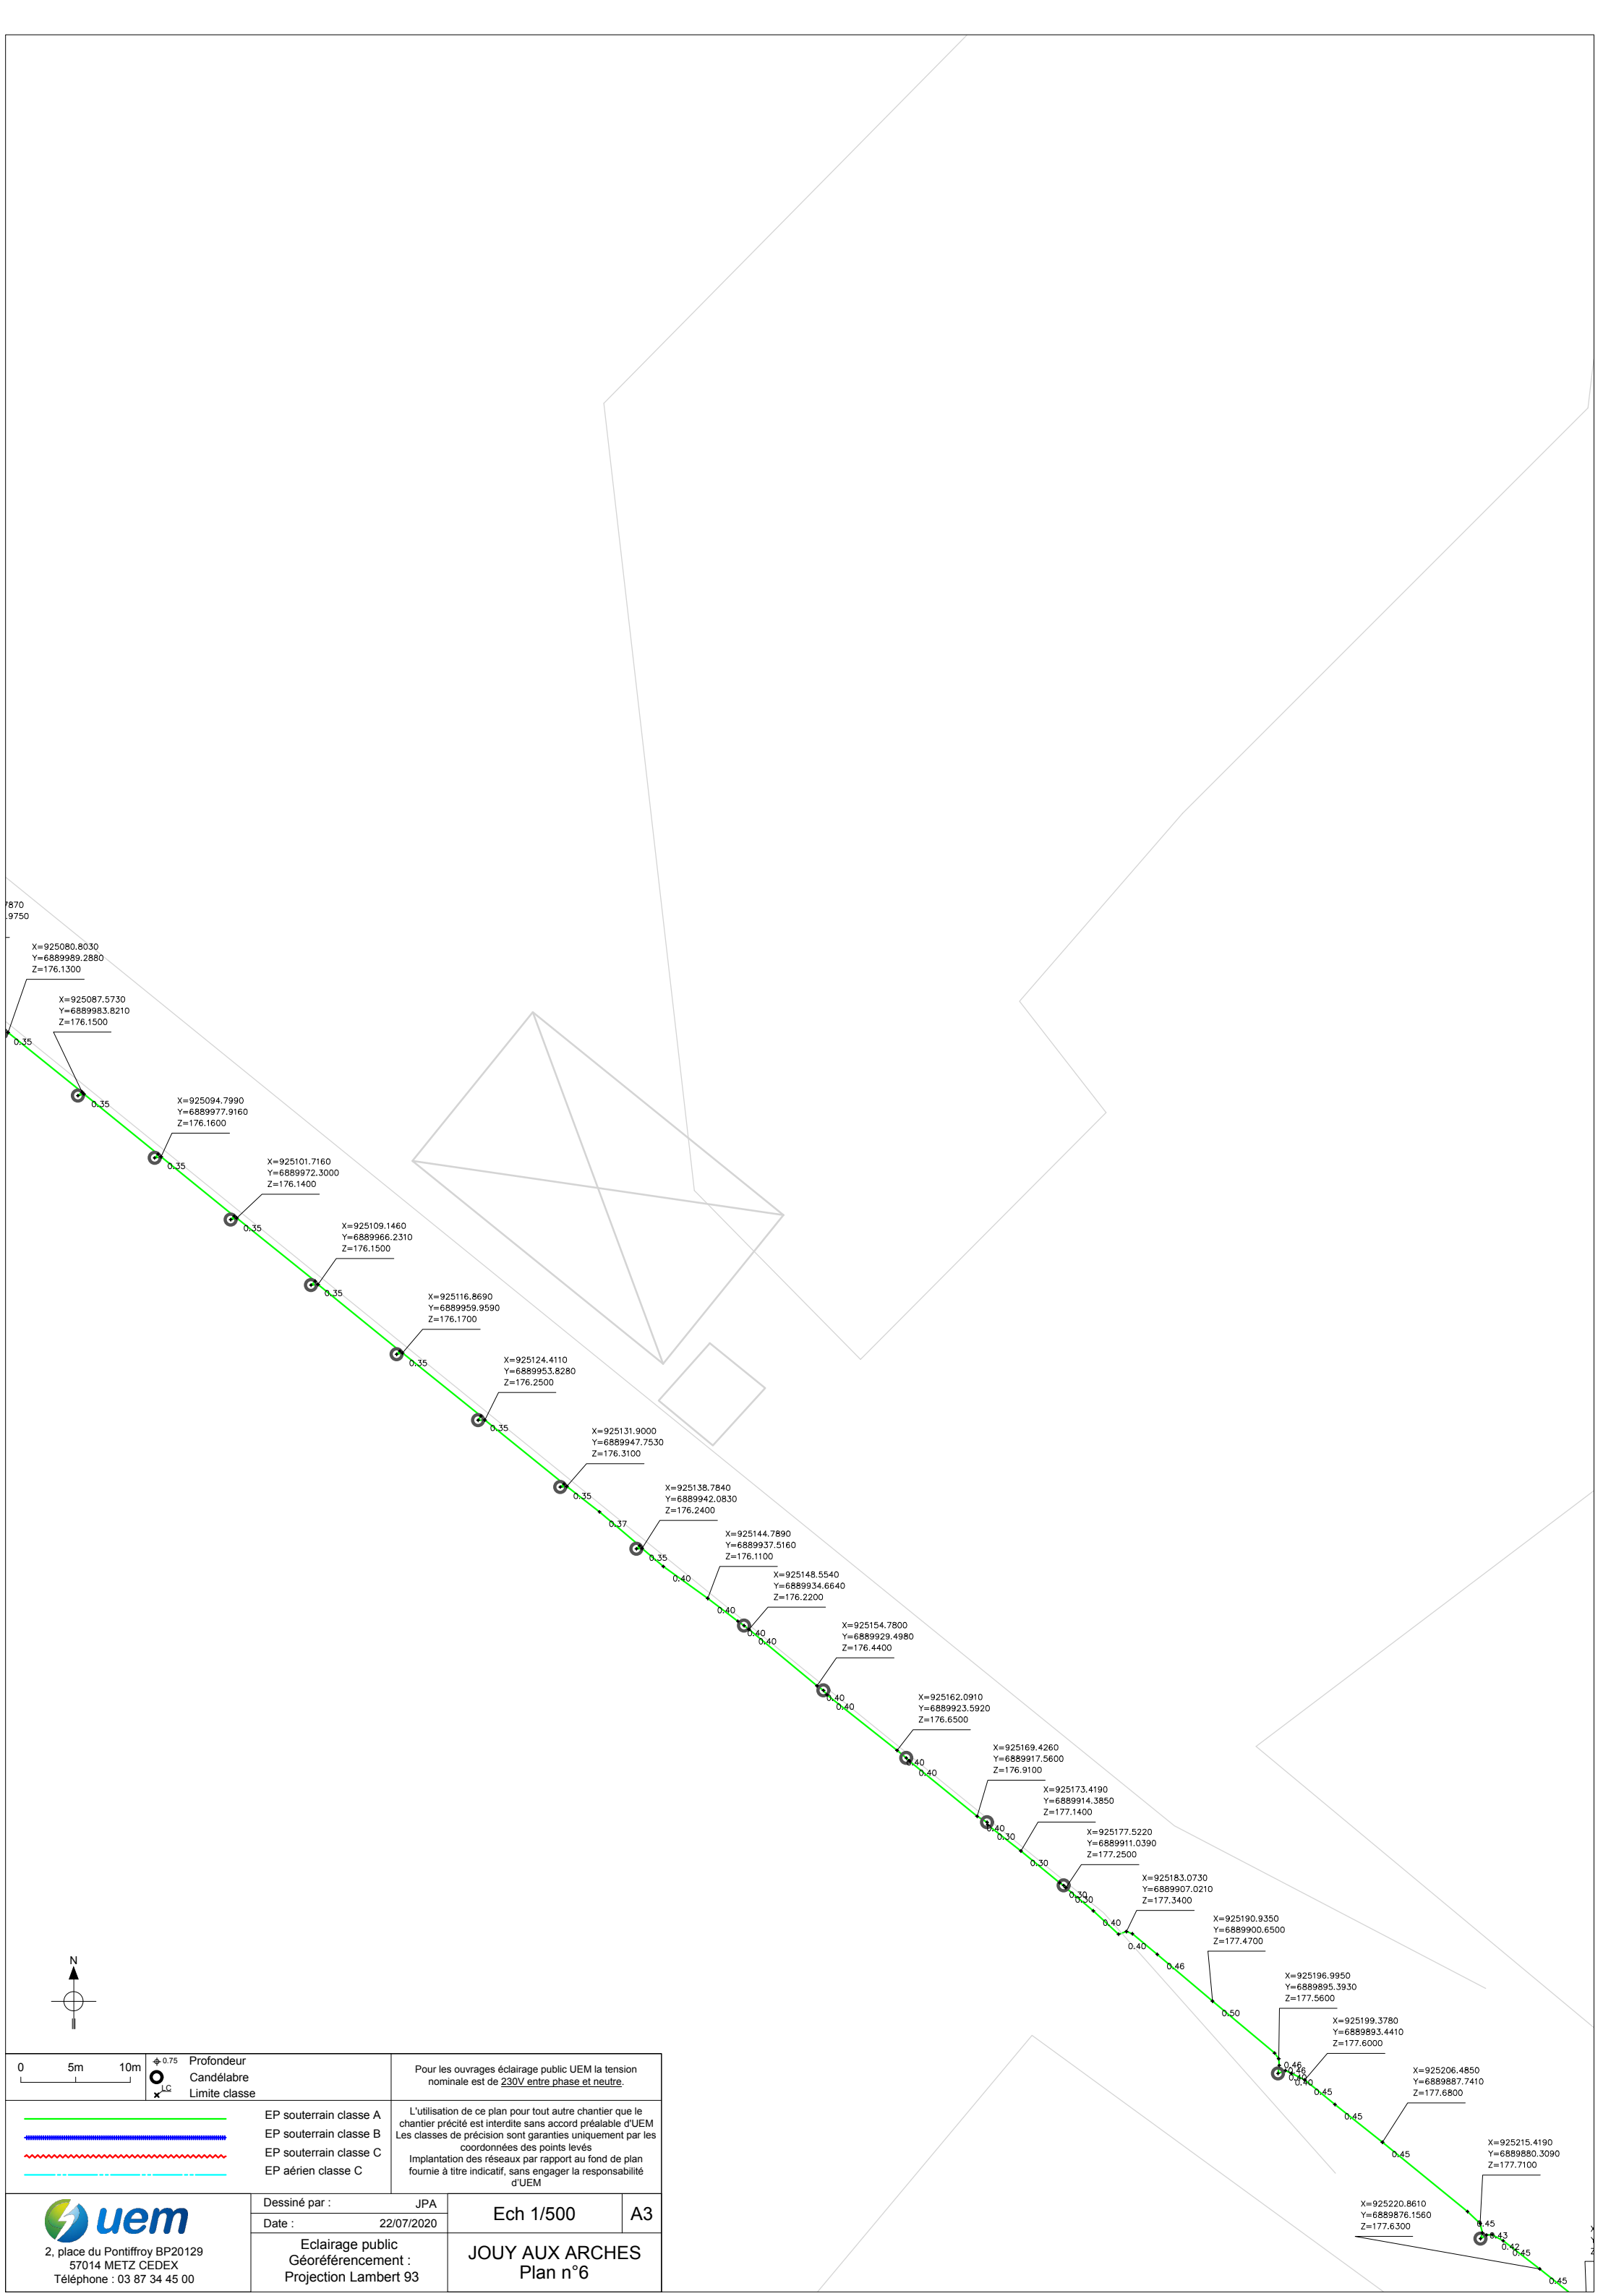 7870
.9750
X=925080.8030
Y=6889989.2880
Z=176.1300
0.35
X=925087.5730
Y=6889983.8210
Z=176.1500
0.35
X=925094.7990
Y=6889977.9160
Z=176.1600
0.35
X=925101.7160
Y=6889972.3000
Z=176.1400
0.35
X=925109.1460
Y=6889966.2310
Z=176.1500
0.35
X=925116.8690
Y=6889959.9590
Z=176.1700
0.35
X=925124.4110
Y=6889953.8280
Z=176.2500
0.35
X=925131.9000
Y=6889947.7530
Z=176.3100
0.35
0.37
X=925138.7840
Y=6889942.0830
Z=176.2400
0.35
0.40
X=925144.7890
Y=6889937.5160
Z=176.1100
0.40
X=925148.5540
Y=6889934.6640
Z=176.2200
0.40
0.40
X=925154.7800
Y=6889929.4980
Z=176.4400
0.40
0.40
X=925162.0910
Y=6889923.5920
Z=176.6500
0.40
0.40
X=925169.4260
Y=6889917.5600
Z=176.9100
0.40
0.30
X=925173.4190
Y=6889914.3850
Z=177.1400
0.30
X=925177.5220
Y=6889911.0390
Z=177.2500
0.30
0.30
0.40
X=925183.0730
Y=6889907.0210
Z=177.3400
0.40
0.46
X=925190.9350
Y=6889900.6500
Z=177.4700
0.50
X=925196.9950
Y=6889895.3930
Z=177.5600
0.46
0.46
0.40
0.40
X=925199.3780
Y=6889893.4410
Z=177.6000
0.45
0.45
X=925206.4850
Y=6889887.7410
Z=177.6800
0.45
X=925215.4190
Y=6889880.3090
Z=177.7100
0.45
0.43
0.42
0.45
X=925220.8610
Y=6889876.1560
Z=177.6300
0.45
N
0 5m 10m
0.75 Profondeur
Candélabre
LC Limite classe
Pour les ouvrages éclairage public UEM la tension
nominale est de 230V entre phase et neutre.
EP souterrain classe A
EP souterrain classe B
EP souterrain classe C
EP aérien classe C
L'utilisation de ce plan pour tout autre chantier que le
chantier précité est interdite sans accord préalable d'UEM
Les classes de précision sont garanties uniquement par les
coordonnées des points levés
Implantation des réseaux par rapport au fond de plan
fournie à titre indicatif, sans engager la responsabilité
d'UEM
uem
2, place du Pontiffroy BP20129
57014 METZ CEDEX
Téléphone : 03 87 34 45 00
Dessiné par : JPA
Date : 22/07/2020
Eclairage public
Géoréférencement :
Projection Lambert 93
Ech 1/500
A3
JOUY AUX ARCHES
Plan n°6